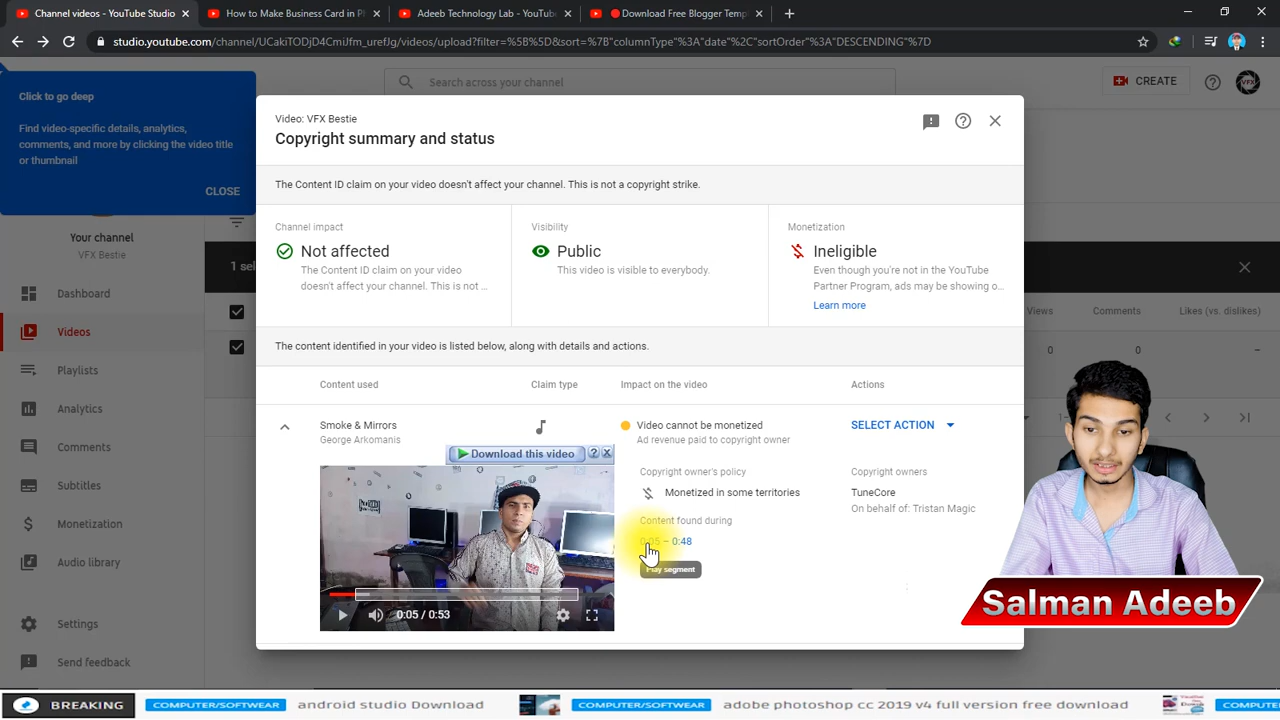 Channel videos - YouTube Studio
How to Make Business Card in P
Adeeb Technology Lab - YouTube
Download Free Blogger Temp
studio.youtube.com/channel/UCakiTODjD4CmiJfm_urefJg/videos/upload?filter=%5B%5D&sort=%7B"columnType"%3A"date"%2C"sortOrder"%3A"DESCENDING"%7D
Click to go deep
Find video-specific details, analytics,
comments, and more by clicking the video title
or thumbnail
CLOSE
Search across your channel
CREATE
VFX
Your channel
VFX Bestie
Dashboard
Videos
Playlists
Analytics
Comments
Subtitles
Monetization
Audio library
Settings
Send feedback
1 sel
Views
Comments
Likes (vs. dislikes)
0
0
–
Video: VFX Bestie
Copyright summary and status
The Content ID claim on your video doesn't affect your channel. This is not a copyright strike.
Channel impact
Not affected
The Content ID claim on your video
doesn't affect your channel. This is not ...
Visibility
Public
This video is visible to everybody.
Monetization
Ineligible
Even though you're not in the YouTube
Partner Program, ads may be showing o...
Learn more
The content identified in your video is listed below, along with details and actions.
Content used
Claim type
Impact on the video
Actions
Smoke & Mirrors
George Arkomanis
Video cannot be monetized
Ad revenue paid to copyright owner
SELECT ACTION
Download this video
?
X
Copyright owner's policy
Monetized in some territories
Content found during
0:05 – 0:48
Play segment
Copyright owners
TuneCore
On behalf of: Tristan Magic
0:05 / 0:53
Salman Adeeb
BREAKING
COMPUTER/SOFTWEAR
android studio Download
COMPUTER/SOFTWEAR
adobe photoshop cc 2019 v4 full version free download
COMPUTE